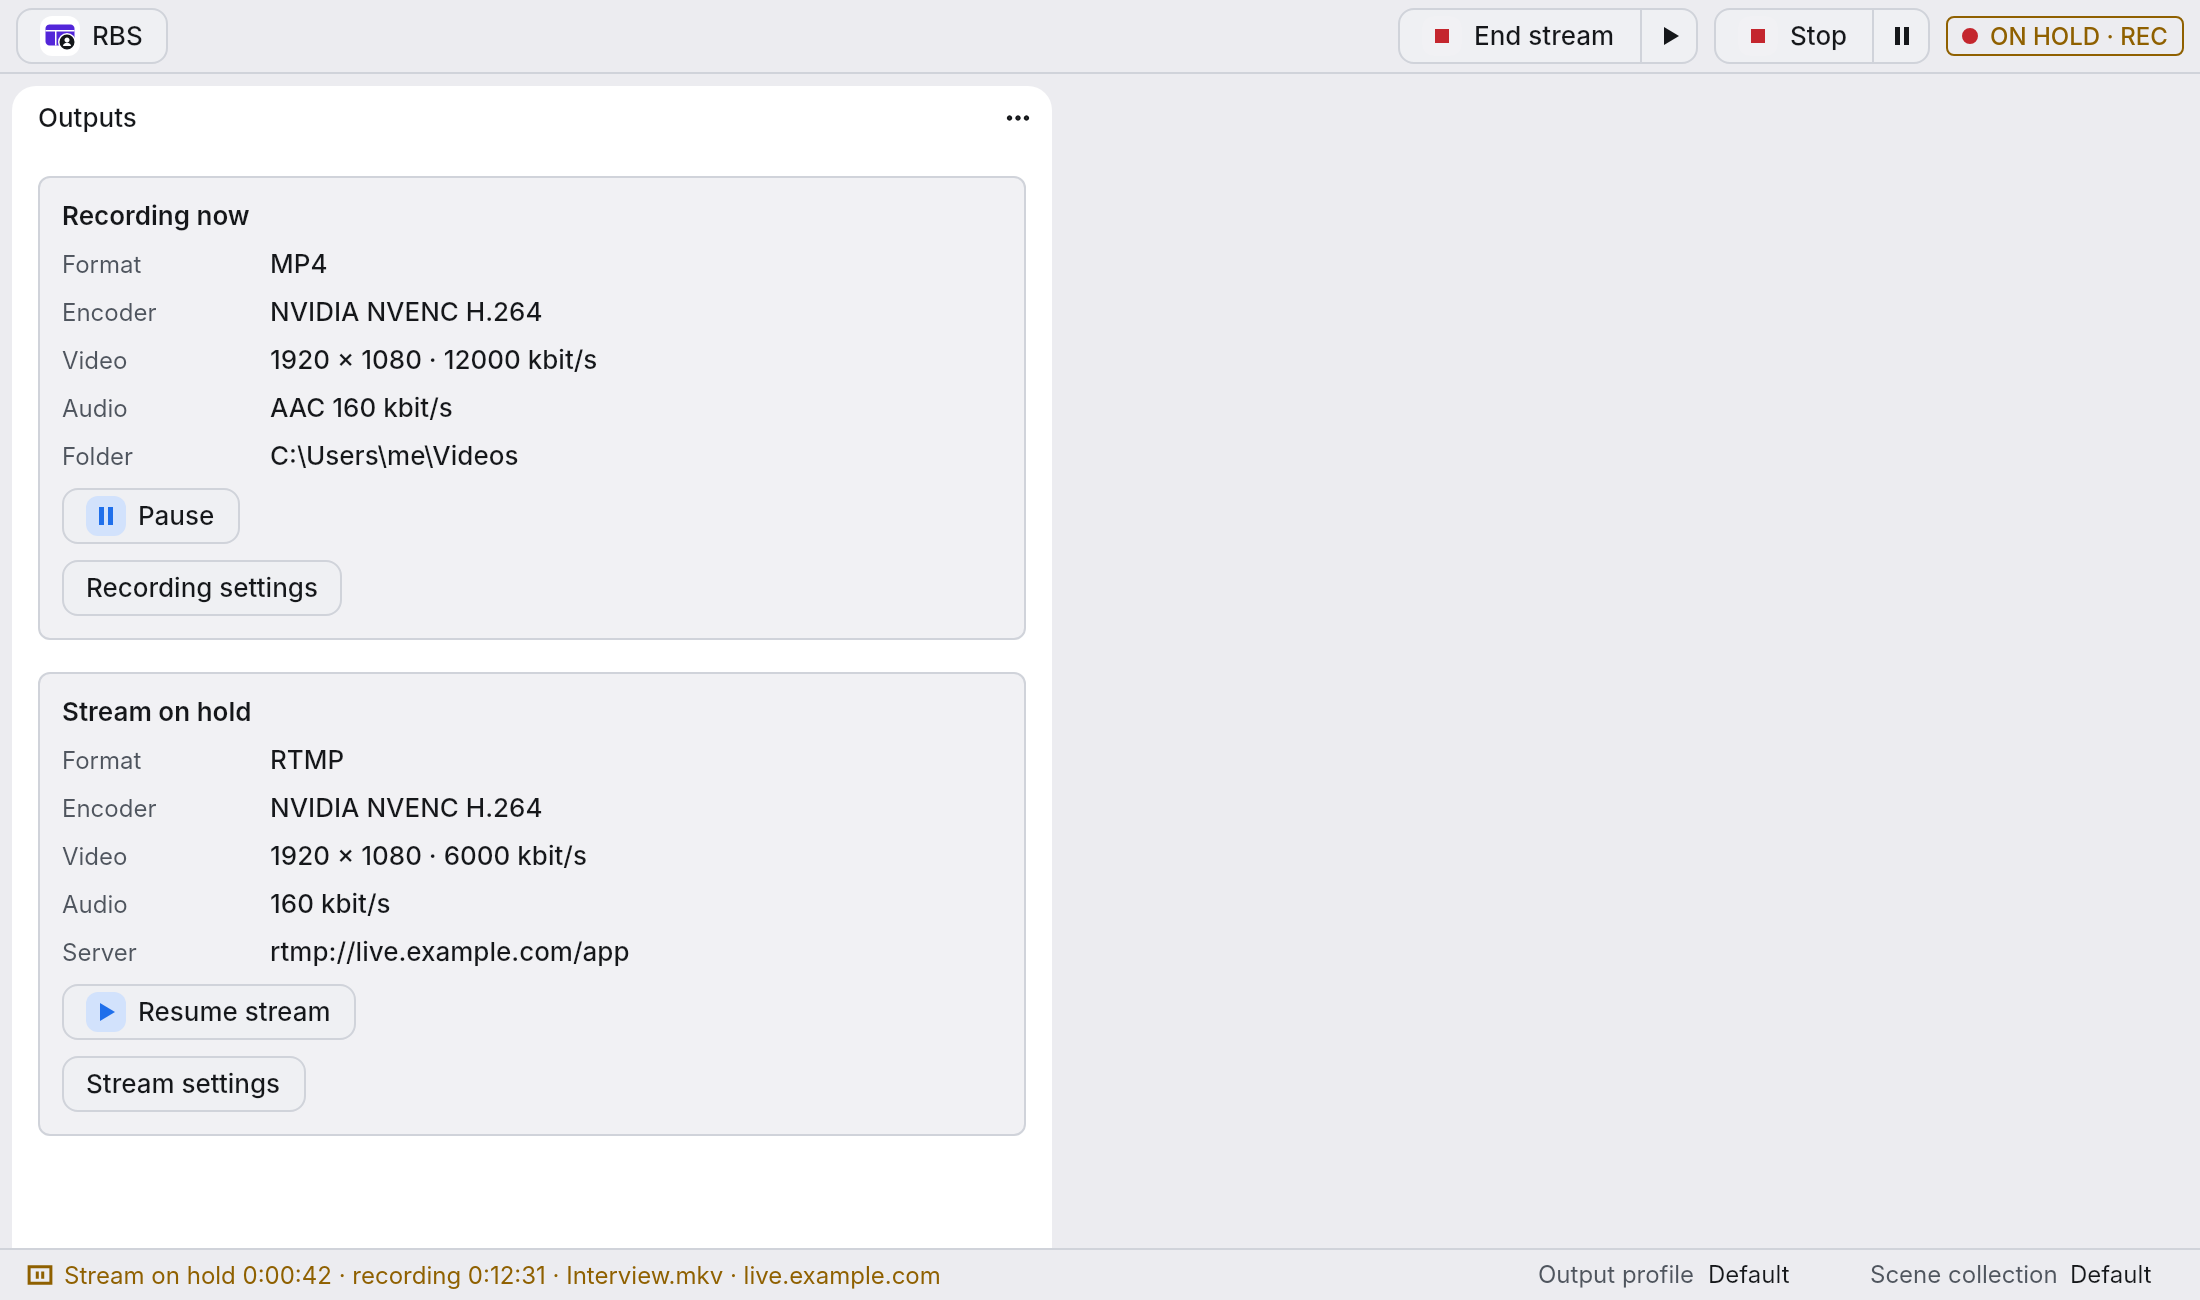 RBS
End stream
Stop
ON HOLD · REC
Outputs
Recording now
Format MP4
Encoder NVIDIA NVENC H.264
Video 1920 × 1080 · 12000 kbit/s
Audio AAC 160 kbit/s
Folder C:\Users\me\Videos
Pause
Recording settings
Stream on hold
Format RTMP
Encoder NVIDIA NVENC H.264
Video 1920 × 1080 · 6000 kbit/s
Audio 160 kbit/s
Server rtmp://live.example.com/app
Resume stream
Stream settings
Stream on hold 0:00:42 · recording 0:12:31 · Interview.mkv · live.example.com
Output profile Default
Scene collection Default